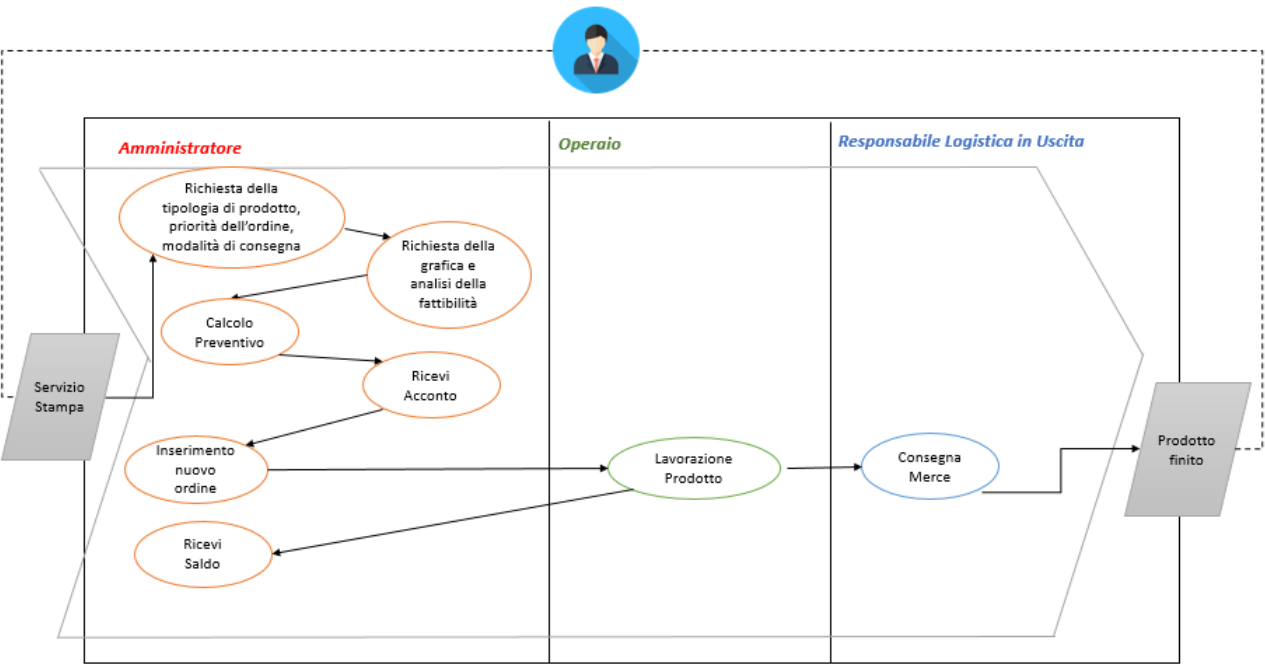 Amministratore
Operaio
Responsabile Logistica in Uscita
Richiesta della
tipologia di prodotto,
priorità dell'ordine,
modalità di consegna
Richiesta della
grafica e
analisi della
fattibilità
Calcolo
Preventivo
Ricevi
Acconto
Servizio
Stampa
Inserimento
nuovo
ordine
Lavorazione
Prodotto
Consegna
Merce
Prodotto
finito
Ricevi
Saldo